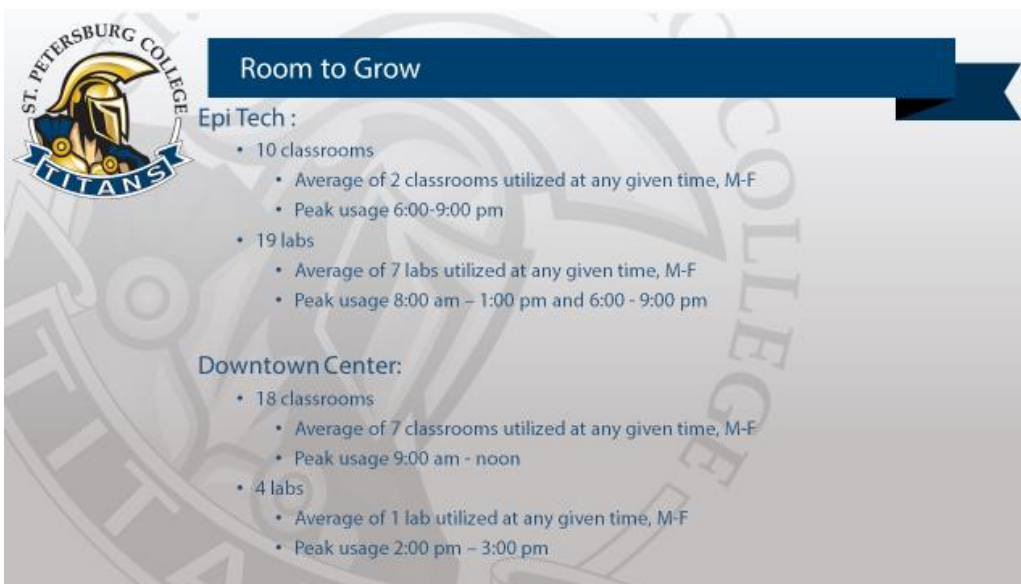 ST. PETERSBURG COLLEGE
TITANS
Room to Grow
Epi Tech :
• 10 classrooms
• Average of 2 classrooms utilized at any given time, M-F
• Peak usage 6:00-9:00 pm
• 19 labs
• Average of 7 labs utilized at any given time, M-F
• Peak usage 8:00 am – 1:00 pm and 6:00 - 9:00 pm
Downtown Center:
• 18 classrooms
• Average of 7 classrooms utilized at any given time, M-F
• Peak usage 9:00 am - noon
• 4 labs
• Average of 1 lab utilized at any given time, M-F
• Peak usage 2:00 pm – 3:00 pm
COLLEGE
TITA